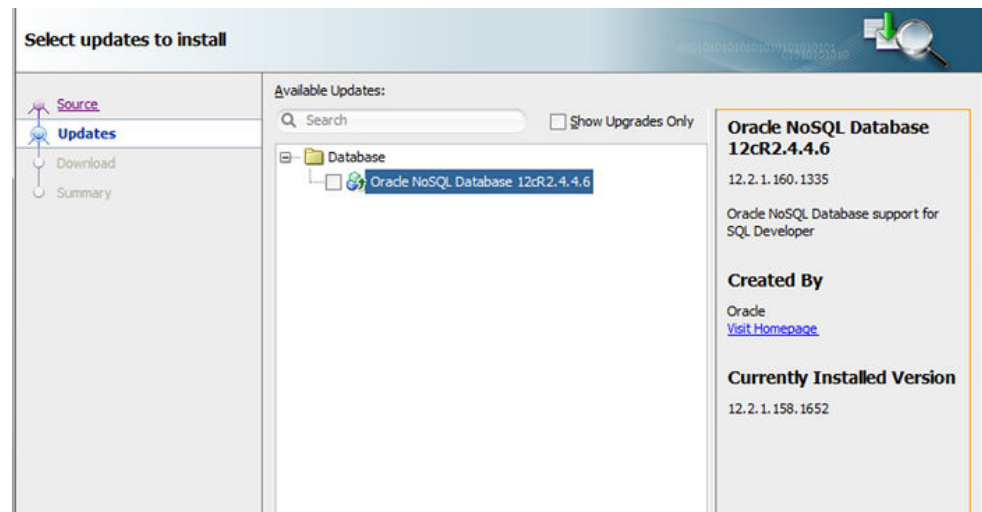 Select updates to install
Source
Updates
Download
Summary
Available Updates:
Search
Show Upgrades Only
Database
Oracle NoSQL Database 12cR2.4.4.6
Oracle NoSQL Database
12cR2.4.4.6
12.2.1.160.1335
Oracle NoSQL Database support for
SQL Developer
Created By
Oracle
Visit Homepage
Currently Installed Version
12.2.1.158.1652